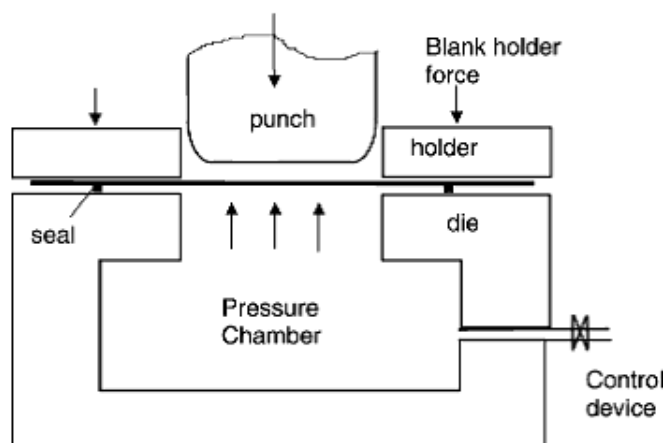 Blank holder
force
punch
holder
seal
die
Pressure
Chamber
Control
device